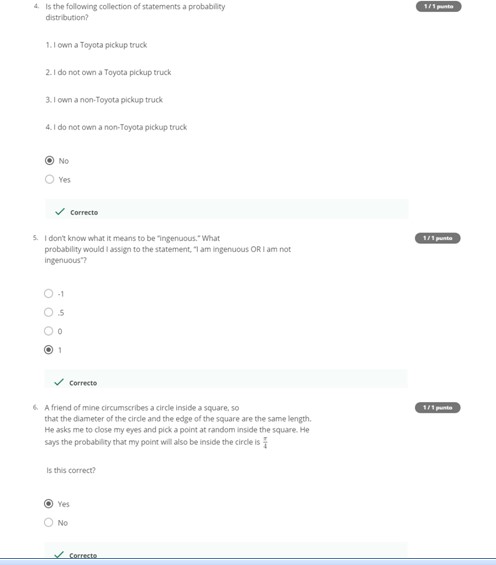 4. Is the following collection of statements a probability
distribution?
1 / 1 punto
1. I own a Toyota pickup truck
2. I do not own a Toyota pickup truck
3. I own a non-Toyota pickup truck
4. I do not own a non-Toyota pickup truck
No
Yes
Correcto
5. I don't know what it means to be "ingenuous." What
probability would I assign to the statement, "I am ingenuous OR I am not
ingenuous"?
1 / 1 punto
-1
.5
0
1
Correcto
6. A friend of mine circumscribes a circle inside a square, so
that the diameter of the circle and the edge of the square are the same length.
He asks me to close my eyes and pick a point at random inside the square. He
says the probability that my point will also be inside the circle is π/4
1 / 1 punto
Is this correct?
Yes
No
Correcto